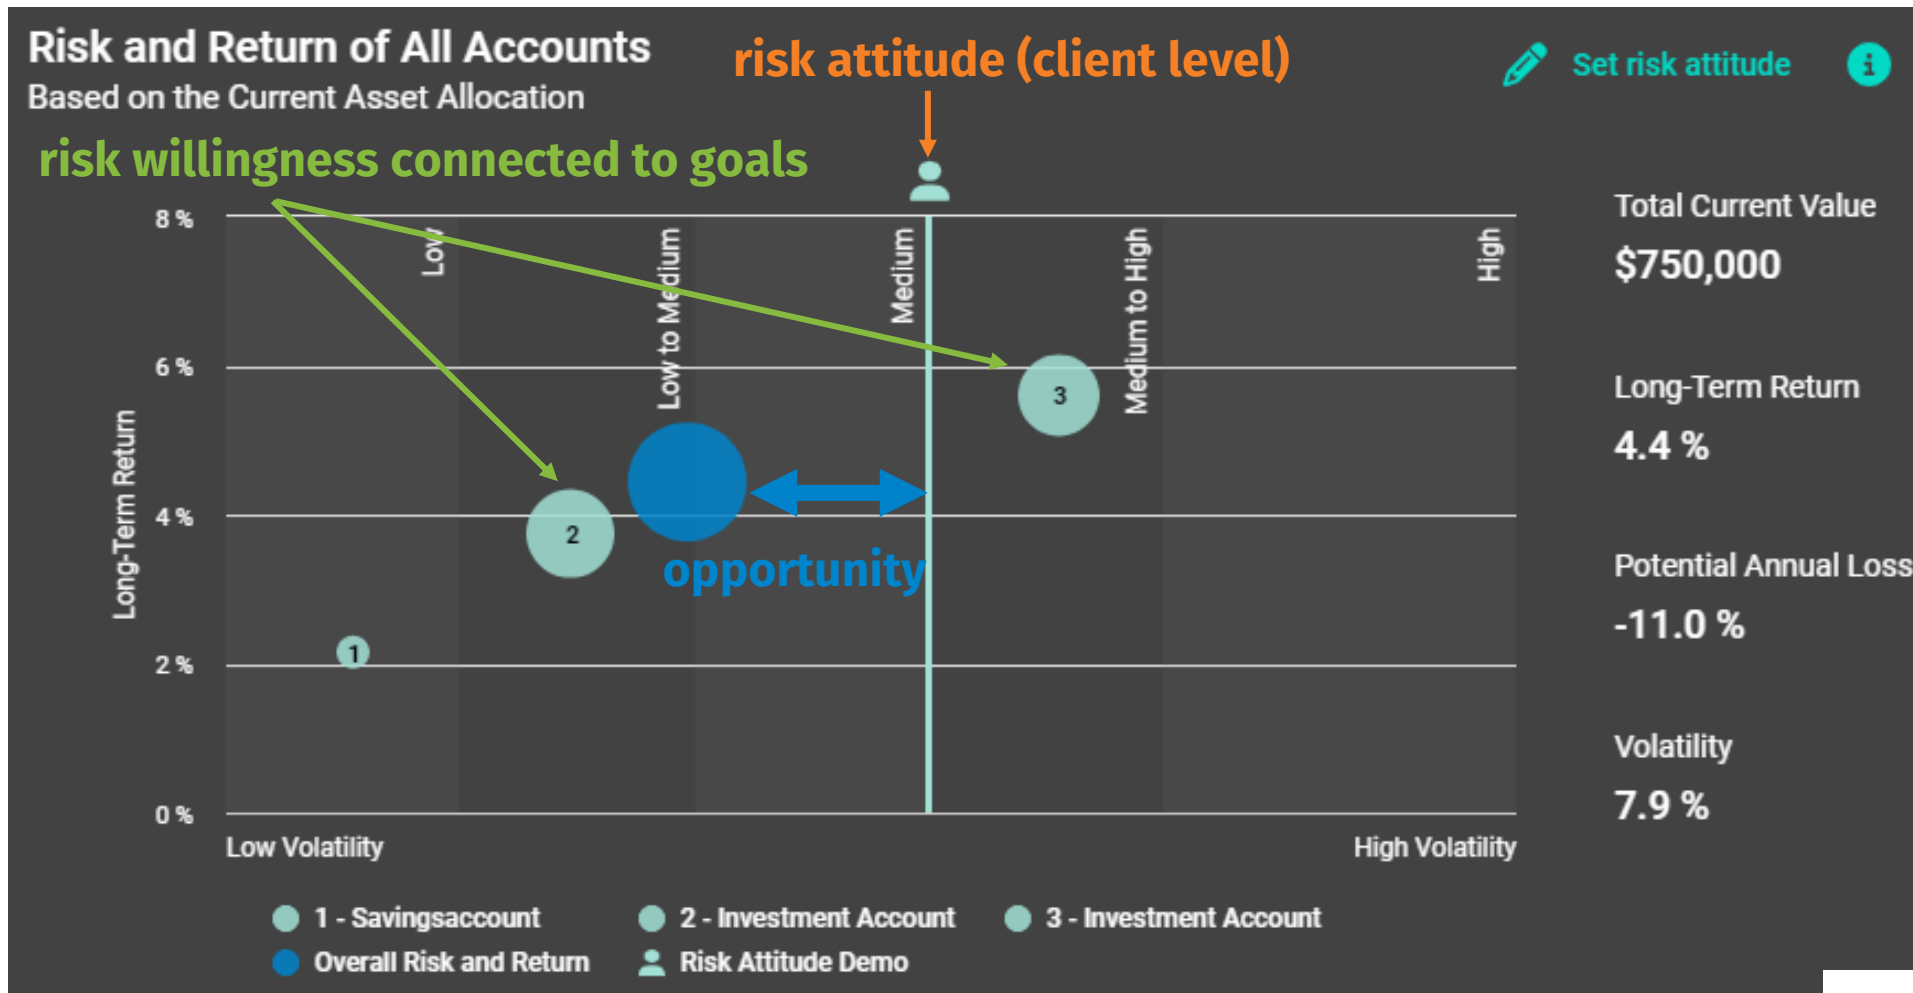 Risk and Return of All Accounts
Based on the Current Asset Allocation
risk attitude (client level)
Set risk attitude
i
risk willingness connected to goals
8 %
6 %
4 %
2 %
0 %
Long-Term Return
Low
Low to Medium
Medium
Medium to High
High
1
2
3
opportunity
Low Volatility
High Volatility
Total Current Value
$750,000
Long-Term Return
4.4 %
Potential Annual Loss
-11.0 %
Volatility
7.9 %
1 - Savingsaccount
2 - Investment Account
3 - Investment Account
Overall Risk and Return
Risk Attitude Demo